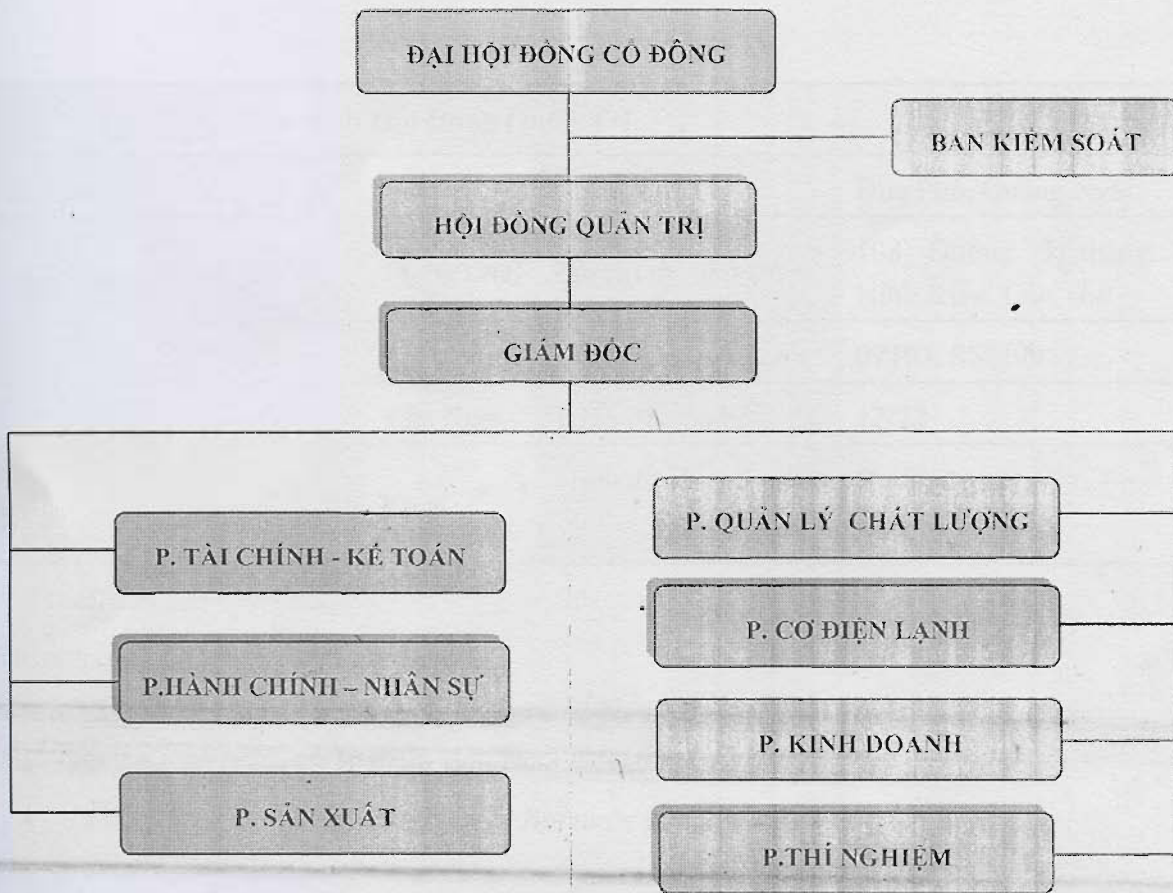 ĐẠI HỘI ĐỒNG CỔ ĐÔNG
BAN KIỂM SOÁT
HỘI ĐỒNG QUẢN TRỊ
GIÁM ĐỐC
P. QUẢN LÝ CHẤT LƯỢNG
P. TÀI CHÍNH - KẾ TOÁN
P. CƠ ĐIỆN LẠNH
P.HÀNH CHÍNH – NHÂN SỰ
P. KINH DOANH
P. SẢN XUẤT
P.THÍ NGHIỆM